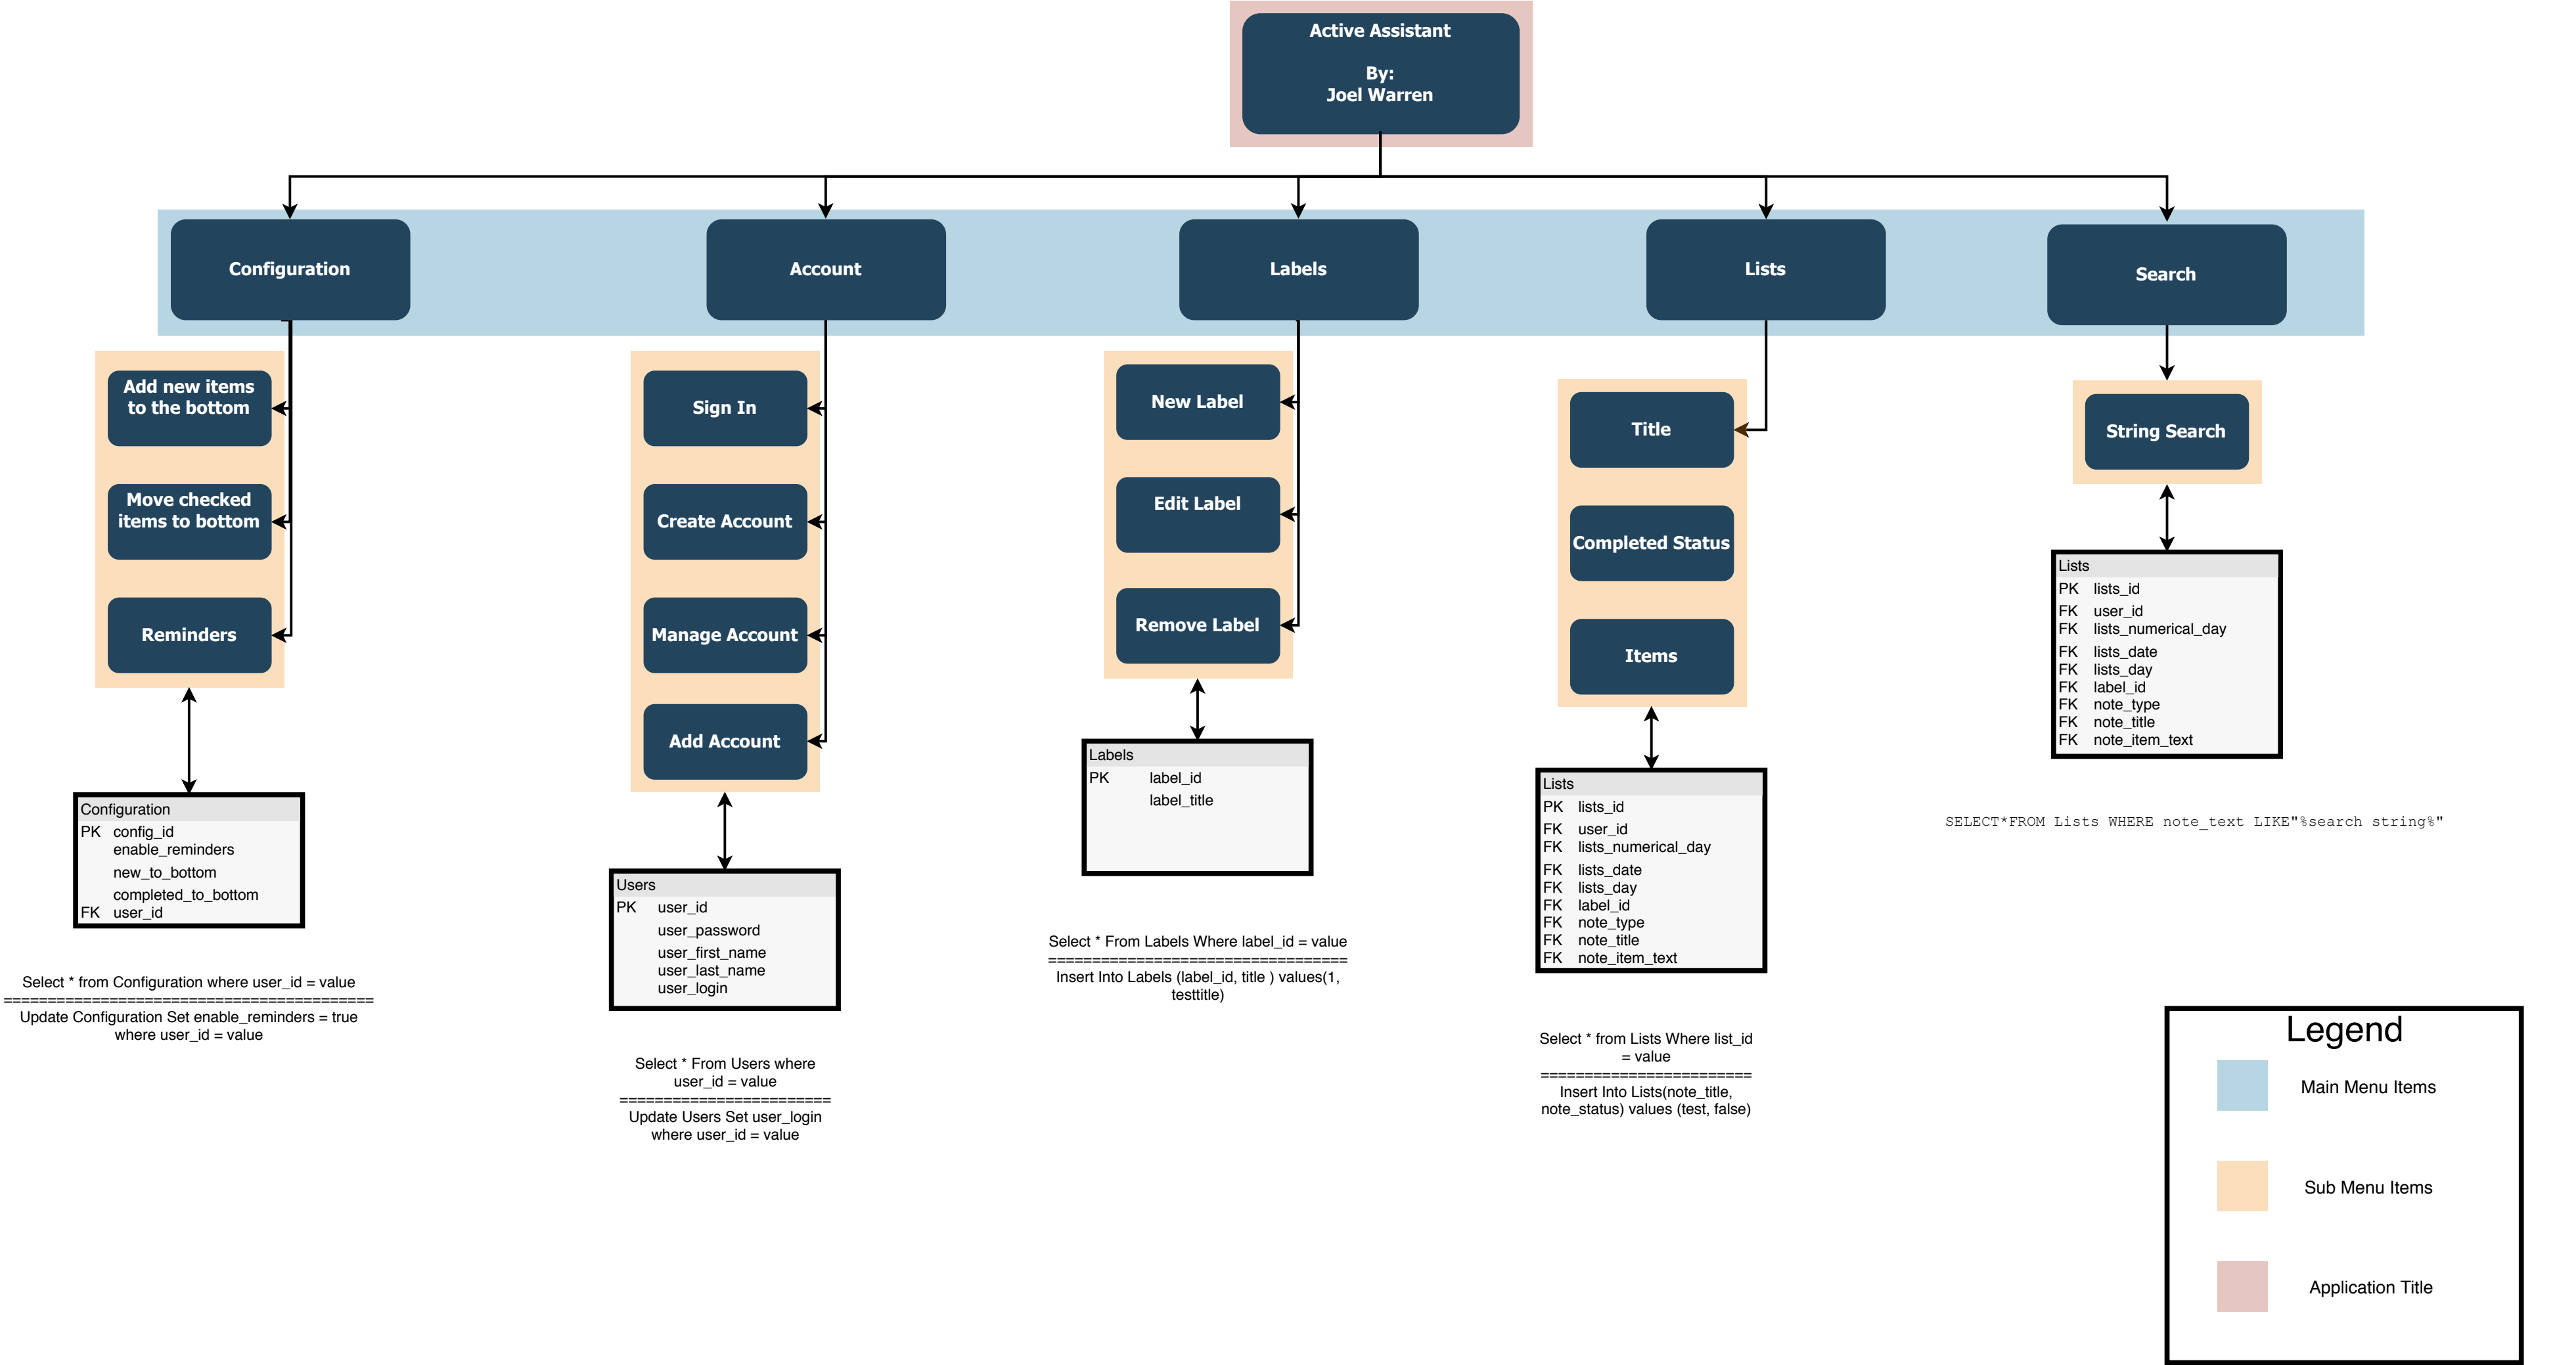 Active Assistant
By:
Joel Warren
Configuration
Account
Labels
Lists
Search
Add new items
to the bottom
Move checked
items to bottom
Reminders
Configuration
PK config_id
enable_reminders
new_to_bottom
completed_to_bottom
FK user_id
Select * from Configuration where user_id = value
==========================================
Update Configuration Set enable_reminders = true
where user_id = value
Sign In
Create Account
Manage Account
Add Account
Users
PK user_id
user_password
user_first_name
user_last_name
user_login
Select * From Users where
user_id = value
========================
Update Users Set user_login
where user_id = value
New Label
Edit Label
Remove Label
Labels
PK label_id
label_title
Select * From Labels Where label_id = value
==================================
Insert Into Labels (label_id, title ) values(1,
testtitle)
Title
Completed Status
Items
Lists
PK lists_id
FK user_id
FK lists_numerical_day
FK lists_date
FK lists_day
FK label_id
FK note_type
FK note_title
FK note_item_text
Select * from Lists Where list_id
= value
========================
Insert Into Lists(note_title,
note_status) values (test, false)
String Search
Lists
PK lists_id
FK user_id
FK lists_numerical_day
FK lists_date
FK lists_day
FK label_id
FK note_type
FK note_title
FK note_item_text
SELECT*FROM Lists WHERE note_text LIKE"%search string%"
Legend
Main Menu Items
Sub Menu Items
Application Title